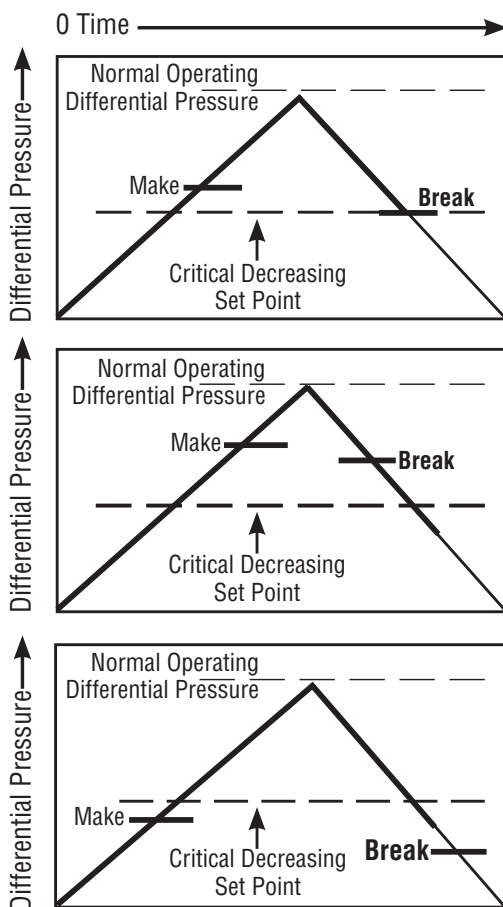 0 Time
Differential Pressure
Normal Operating
Differential Pressure
Make
Break
Critical Decreasing
Set Point
Differential Pressure
Normal Operating
Differential Pressure
Make
Break
Critical Decreasing
Set Point
Differential Pressure
Normal Operating
Differential Pressure
Make
Break
Critical Decreasing
Set Point